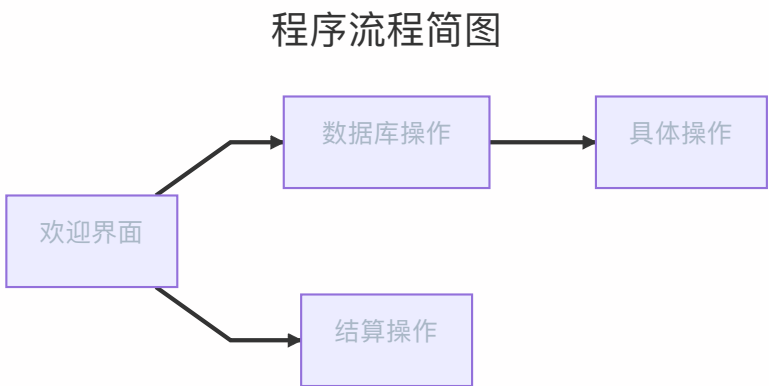 程序流程简图
数据库操作
具体操作
欢迎界面
结算操作